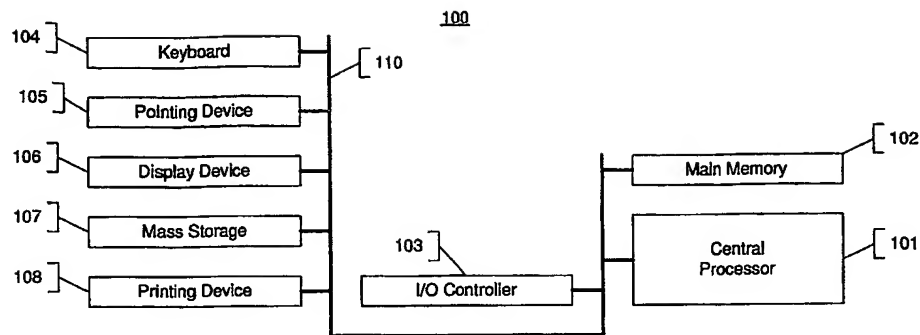 100
104
Keyboard
110
105
Pointing Device
106
Display Device
102
Main Memory
107
Mass Storage
103
101
Central
Processor
108
Printing Device
I/O Controller